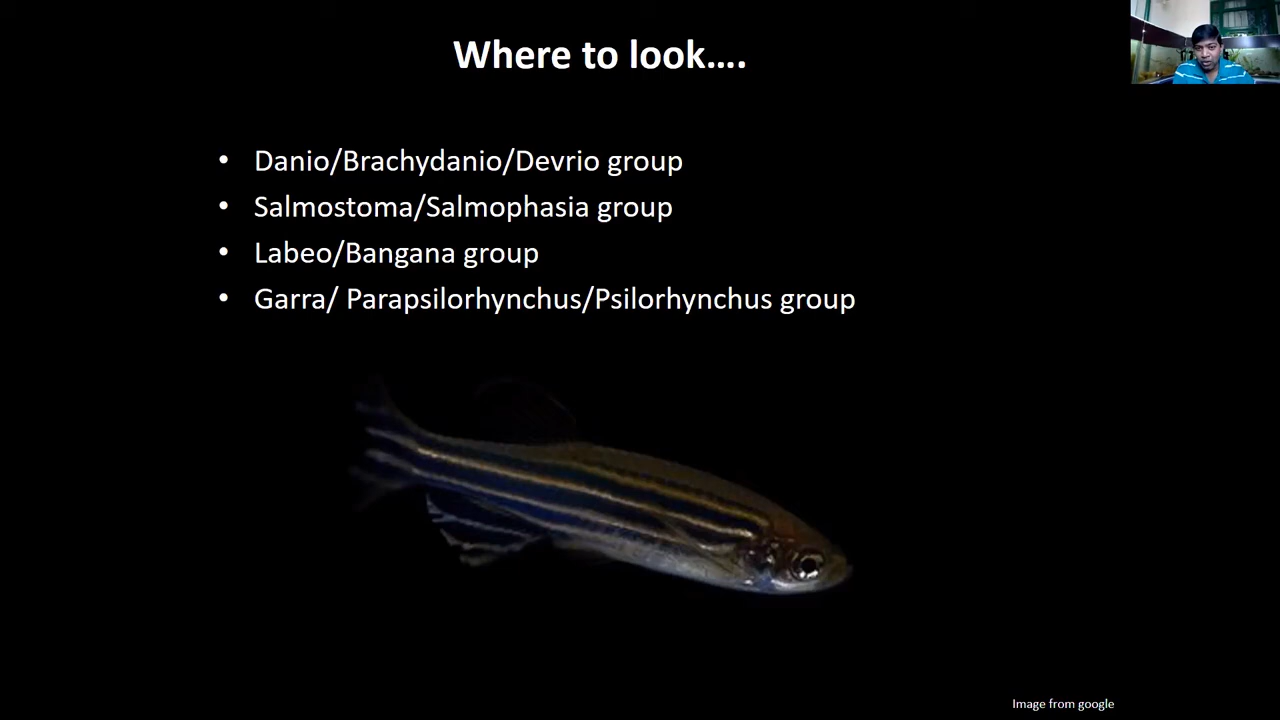 Where to look....
• Danio/Brachydanio/Devrio group
• Salmostoma/Salmophasia group
• Labeo/Bangana group
• Garra/ Parapsilorhynchus/Psilorhynchus group
Image from google